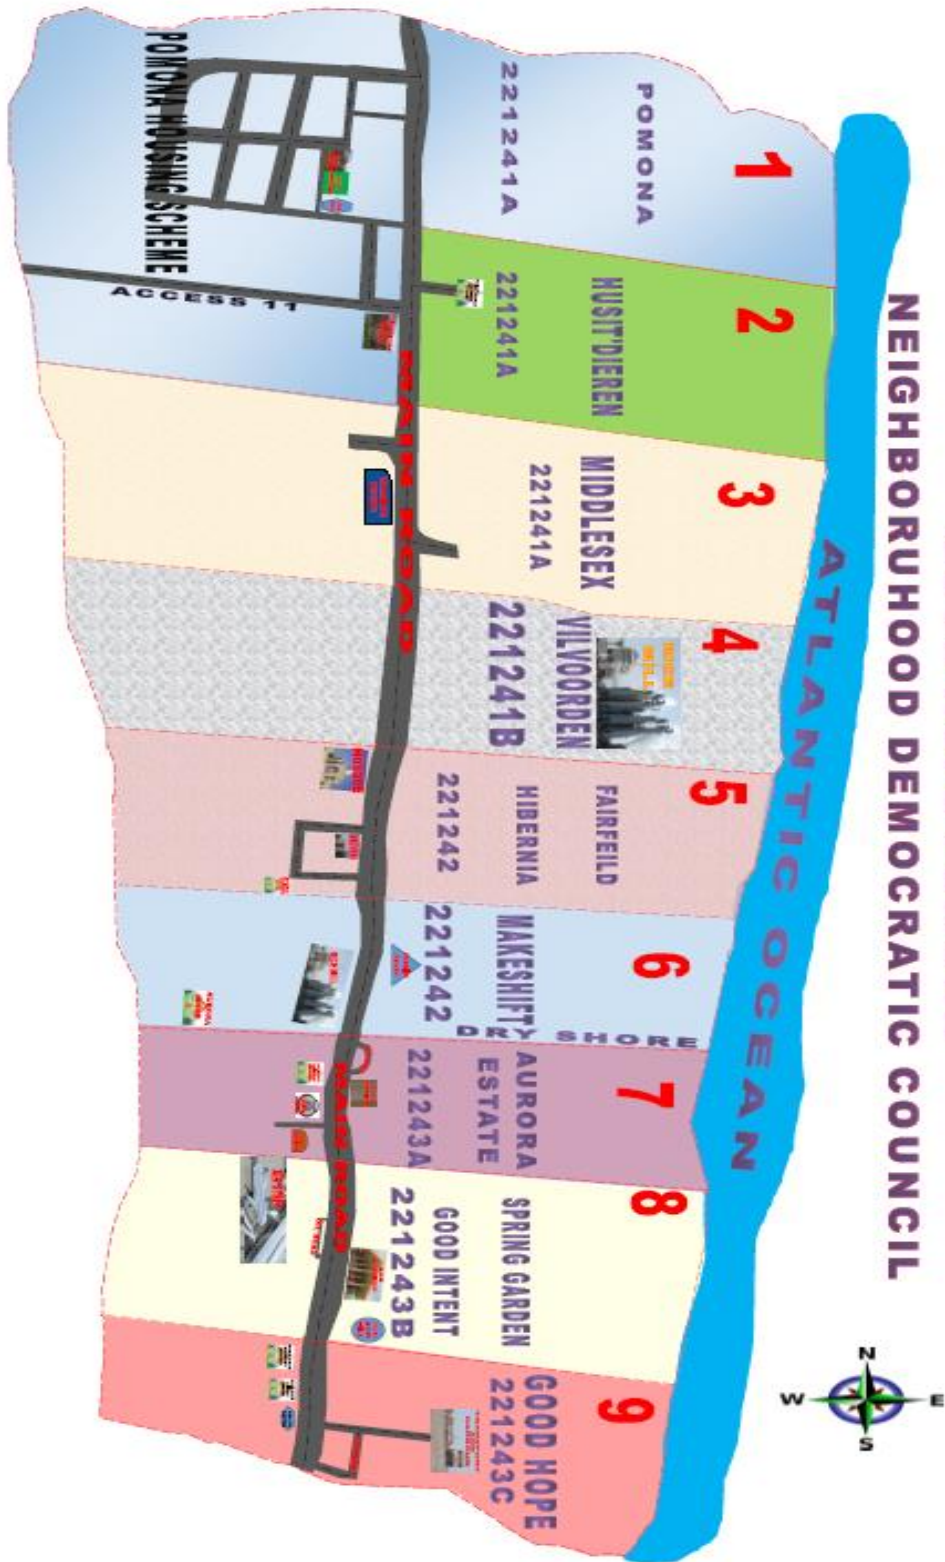 NEIGHBORUHOOD DEMOCRATIC COUNCIL
ATLANTIC OCEAN
N
W
E
S
1
POMONA
221241A
POMONA HOUSING SCHEME
ACCESS 11
2
HUSIT'DIEREN
221241A
3
MIDDLESEX
221241A
MAIN ROAD
4
VILVOORDEN
221241B
5
FAIRFEILD
HIBERNIA
221242
MOSQUE
6
MAKESHIFT
221242
DRY SHORE
7
AURORA
ESTATE
221243A
MAIN ROAD
8
SPRING GARDEN
GOOD INTENT
221243B
9
GOOD HOPE
221243C